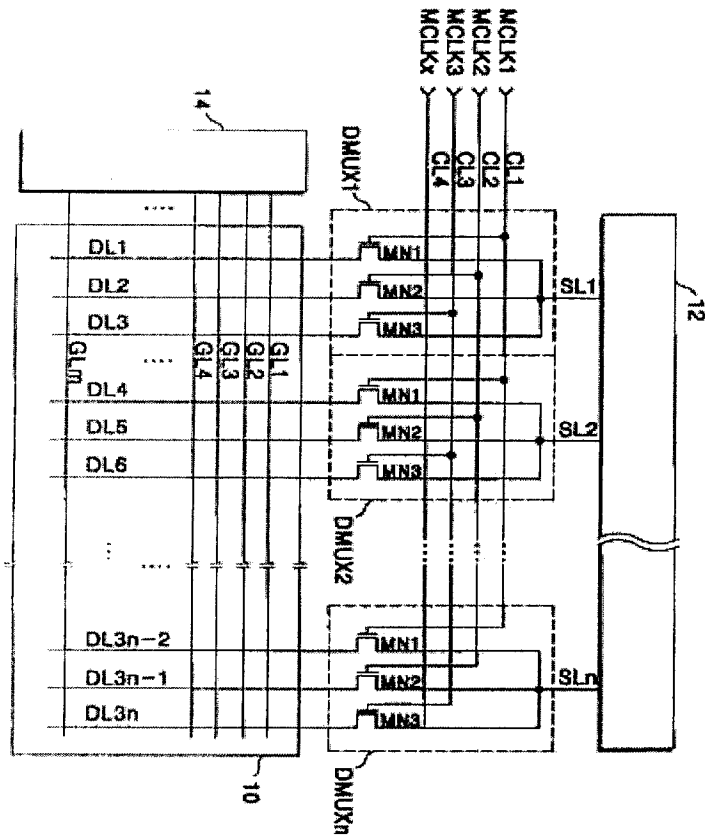 MCLK1
MCLK2
MCLK3
MCLKx
CL1
CL2
CL3
CL4
14
12
DMUX1
DL1
MN1
SL1
DL2
MN2
DL3
MN3
GL1
GL2
GL3
GL4
....
GLm
....
DL4
MN1
DL5
MN2
SL2
DL6
MN3
DMUX2
...
....
...
DL3n-2
MN1
DL3n-1
MN2
SLn
DL3n
MN3
10
DMUXn